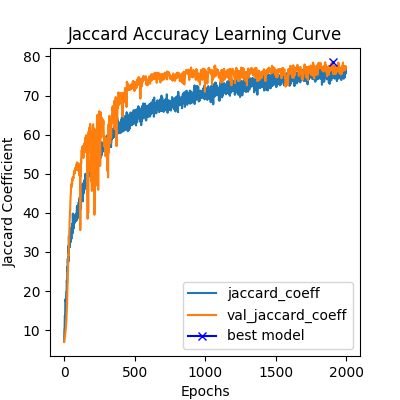 Jaccard Accuracy Learning Curve
80
70
60
50
40
30
20
10
Jaccard Coefficient
jaccard_coeff
val_jaccard_coeff
best model
0 500 1000 1500 2000
Epochs